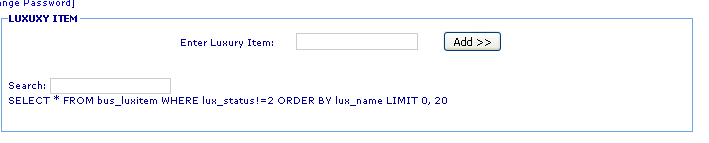 ange Password]
LUXUXY ITEM
Enter Luxury Item:
Add >>
Search:
SELECT * FROM bus_luxitem WHERE lux_status!=2 ORDER BY lux_name LIMIT 0, 20